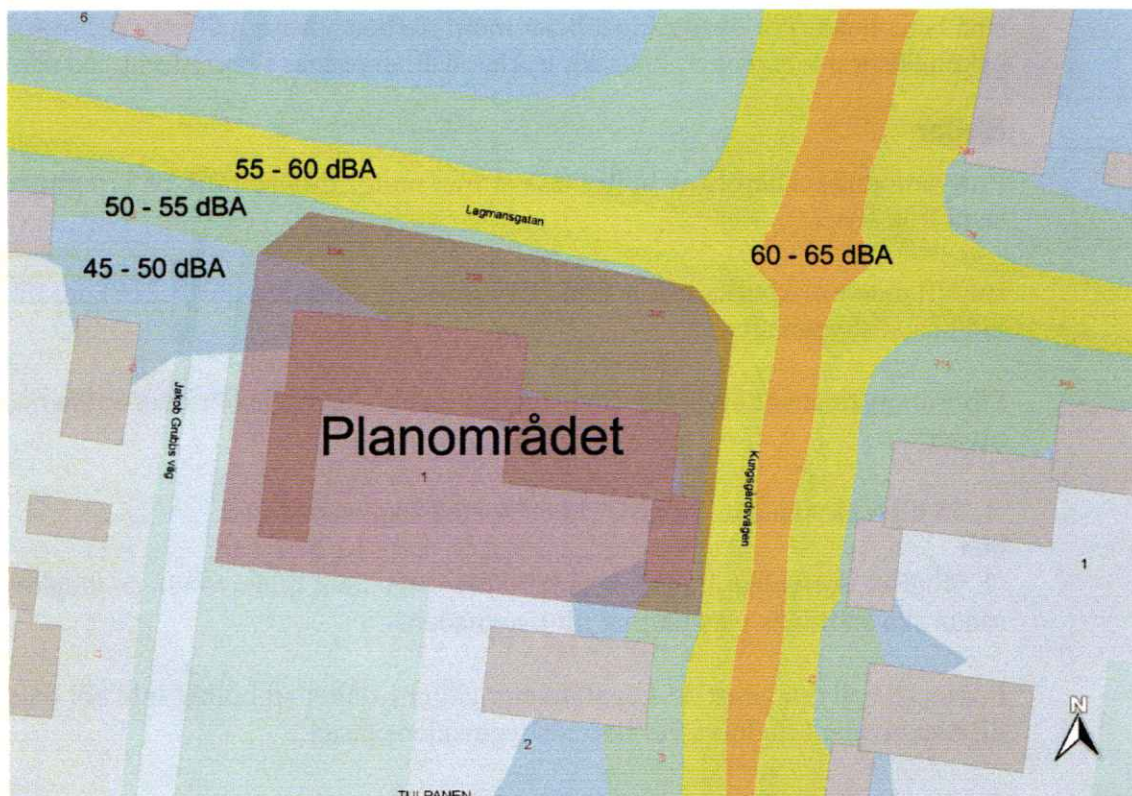 6
55 - 60 dBA
50 - 55 dBA
45 - 50 dBA
Lagmansgatan
60 - 65 dBA
Jakob Grubbs väg
Planområdet
1
Kungsgårdsvägen
1
2
N
TULPANEN